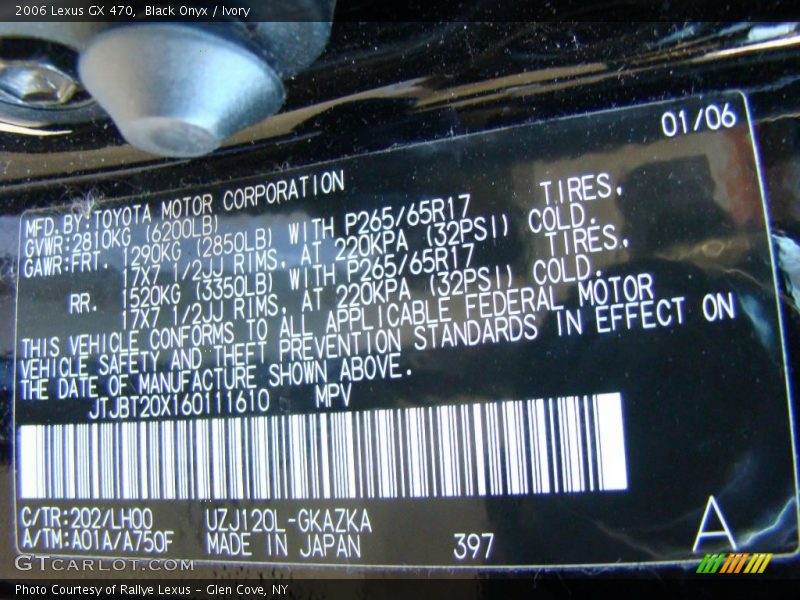 2006 Lexus GX 470, Black Onyx / Ivory
01/06
MFD.BY:TOYOTA MOTOR CORPORATION
GVWR:2810KG (6200LB)
GAWR:FRT. 1290KG (2850LB) WITH P265/65R17 TIRES,
17X7 1/2JJ RIMS, AT 220KPA (32PSI) COLD.
RR. 1520KG (3350LB) WITH P265/65R17 TIRES,
17X7 1/2JJ RIMS, AT 220KPA (32PSI) COLD.
THIS VEHICLE CONFORMS TO ALL APPLICABLE FEDERAL MOTOR
VEHICLE SAFETY AND THEFT PREVENTION STANDARDS IN EFFECT ON
THE DATE OF MANUFACTURE SHOWN ABOVE.
JTJBT20X160111610 MPV
C/TR:202/LH00 UZJ120L-GKAZKA
A/TM:A01A/A750F MADE IN JAPAN 397
A
GTCARLOT.COM
Photo Courtesy of Rallye Lexus - Glen Cove, NY